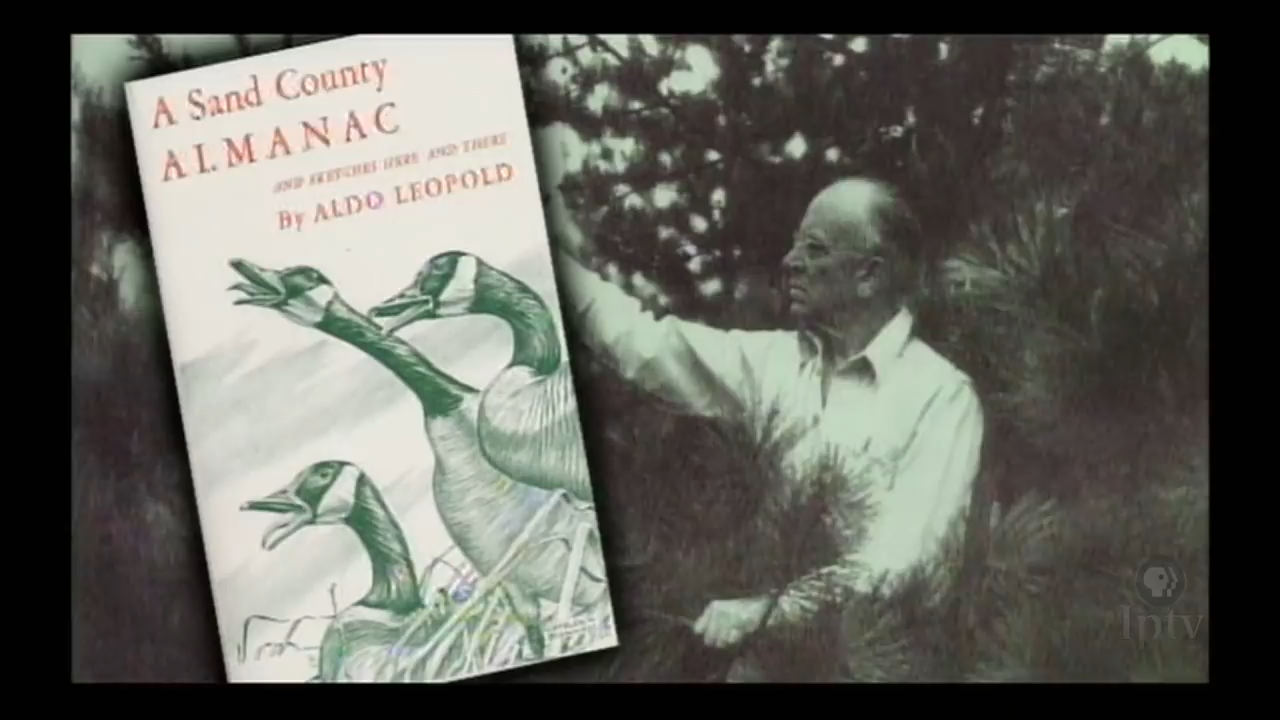 A Sand County
ALMANAC
AND SKETCHES HERE AND THERE
By ALDO LEOPOLD
Iptv